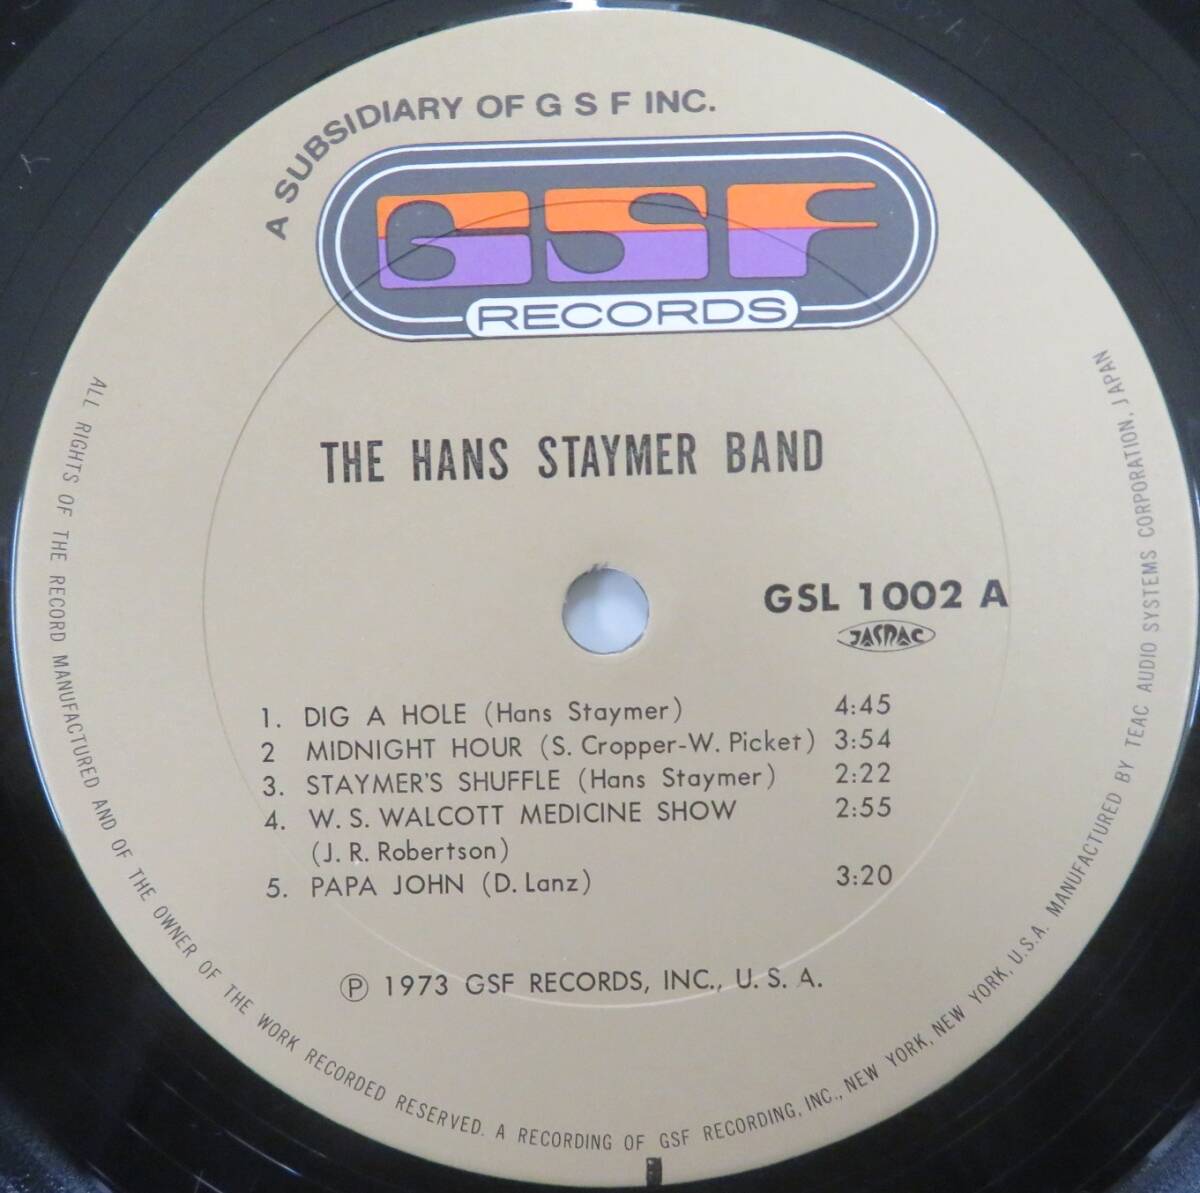 A SUBSIDIARY OF G S F INC.
GSF
RECORDS
THE HANS STAYMER BAND
GSL 1002 A
JASRAC
1. DIG A HOLE (Hans Staymer) 4:45
2 MIDNIGHT HOUR (S. Cropper-W. Picket) 3:54
3. STAYMER'S SHUFFLE (Hans Staymer) 2:22
4. W. S. WALCOTT MEDICINE SHOW 2:55
(J. R. Robertson)
5. PAPA JOHN (D. Lanz) 3:20
Ⓟ 1973 GSF RECORDS, INC., U. S. A.
ALL RIGHTS OF THE RECORD MANUFACTURED AND OF THE OWNER OF THE WORK RECORDED RESERVED. A RECORDING OF GSF RECORDING, INC., NEW YORK, NEW YORK, U.S.A. MANUFACTURED BY TEAC AUDIO SYSTEMS CORPORATION, JAPAN